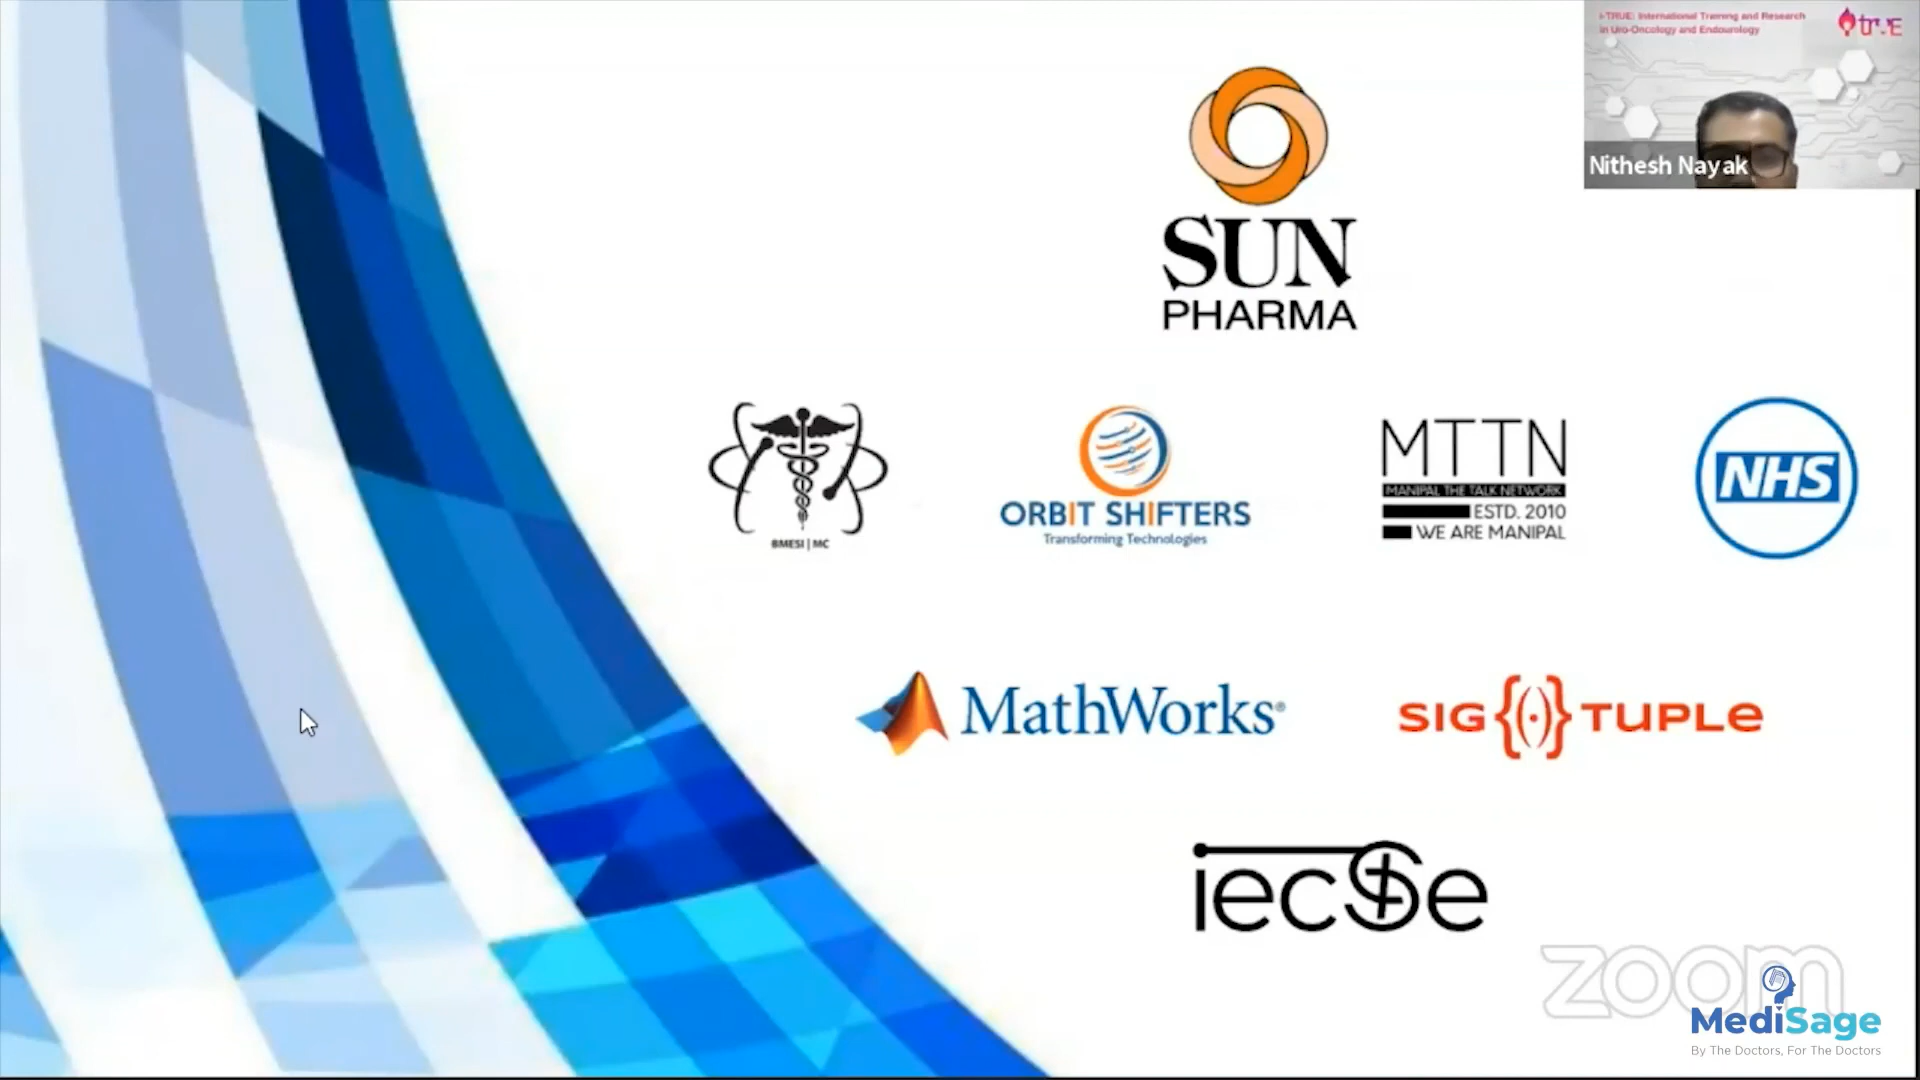 i-TRUE: International Training and Research
in Uro-Oncology and Endourology
trUE
Nithesh Nayak
SUN
PHARMA
BMESI | MC
ORBIT SHIFTERS
Transforming Technologies
MTTN
MANIPAL THE TALK NETWORK
ESTD. 2010
WE ARE MANIPAL
NHS
MathWorks®
SIG{(·)}TUPLE
iecse
zoom
MediSage
By The Doctors, For The Doctors